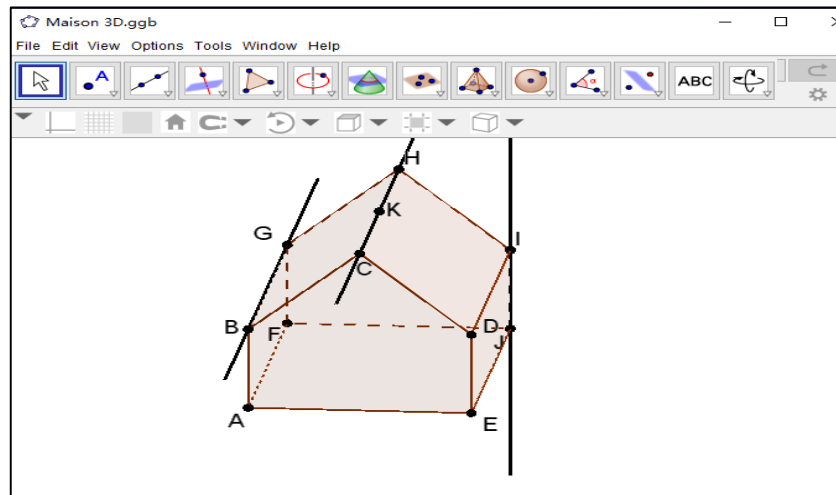 Maison 3D.ggb
File Edit View Options Tools Window Help
A α ABC
H
K
G
I
C
B F D
J
A E